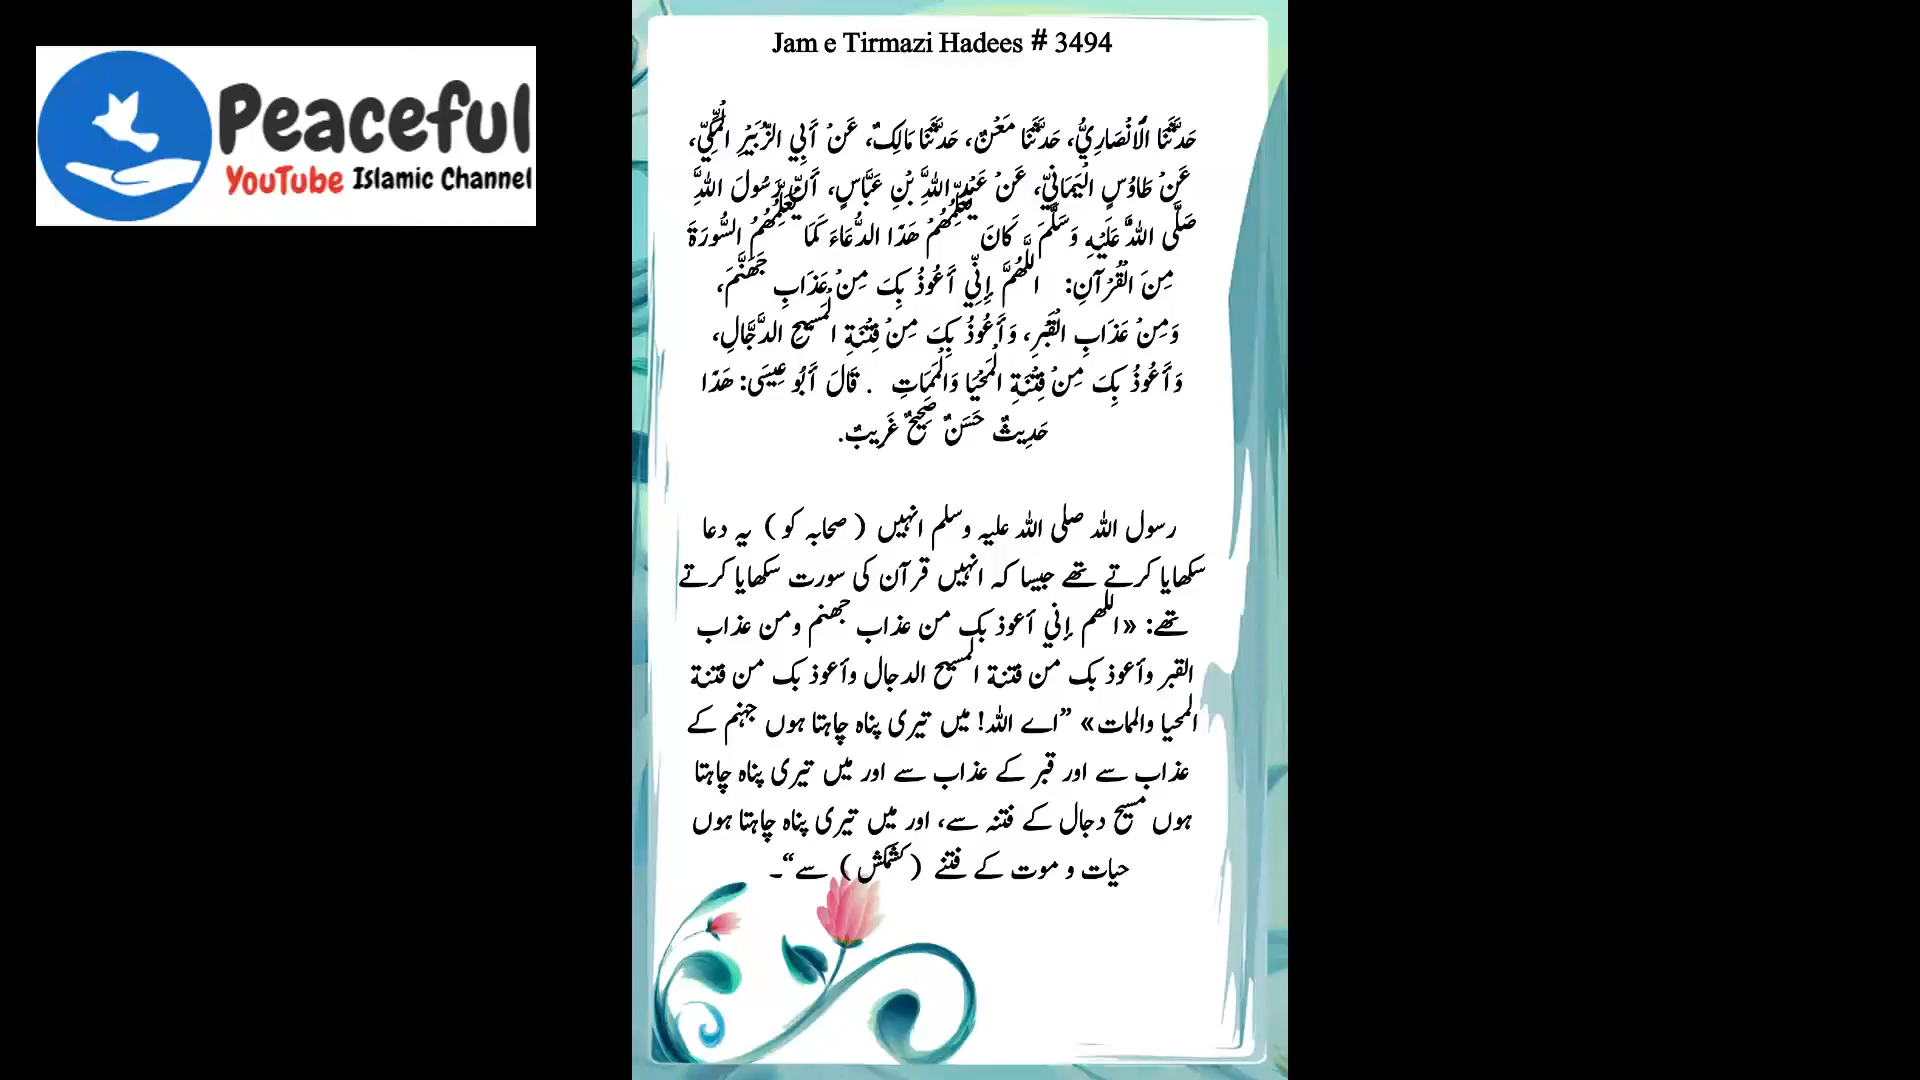 Peaceful
YouTube Islamic Channel
Jam e Tirmazi Hadees # 3494
حَدَّثَنَا الْأَنْصَارِيُّ، حَدَّثَنَا مَعْنٌ، حَدَّثَنَا مَالِكٌ، عَنْ أَبِي الزُّبَيْرِ الْمَكِّيِّ،
عَنْ طَاوُسٍ الْيَمَانِيِّ، عَنْ عَبْدِ اللَّهِ بْنِ عَبَّاسٍ، أَنّ رَسُولَ اللَّهِ
صَلَّى اللَّهُ عَلَيْهِ وَسَلَّمَ كَانَ يُعَلِّمُهُمْ هَذَا الدُّعَاءَ كَمَا يُعَلِّمُهُمُ السُّورَةَ
مِنَ الْقُرْآنِ: اللَّهُمَّ إِنِّي أَعُوذُ بِكَ مِنْ عَذَابِ جَهَنَّمَ،
وَمِنْ عَذَابِ الْقَبْرِ، وَأَعُوذُ بِكَ مِنْ فِتْنَةِ الْمَسِيحِ الدَّجَّالِ،
وَأَعُوذُ بِكَ مِنْ فِتْنَةِ الْمَحْيَا وَالْمَمَاتِ . قَالَ أَبُو عِيسَى: هَذَا
حَدِيثٌ حَسَنٌ صَحِيحٌ غَرِيبٌ.
رسول اللہ صلی اللہ علیہ وسلم انہیں ( صحابہ کو ) یہ دعا
سکھایا کرتے تھے جیسا کہ انہیں قرآن کی سورت سکھایا کرتے
تھے: «اللهم إني أعوذ بك من عذاب جهنم ومن عذاب
القبر وأعوذ بك من فتنة المسيح الدجال وأعوذ بك من فتنة
المحيا والممات» ”اے اللہ! میں تیری پناہ چاہتا ہوں جہنم کے
عذاب سے اور قبر کے عذاب سے اور میں تیری پناہ چاہتا
ہوں مسیح دجال کے فتنہ سے، اور میں تیری پناہ چاہتا ہوں
حیات و موت کے فتنے ( کشمکش ) سے“۔